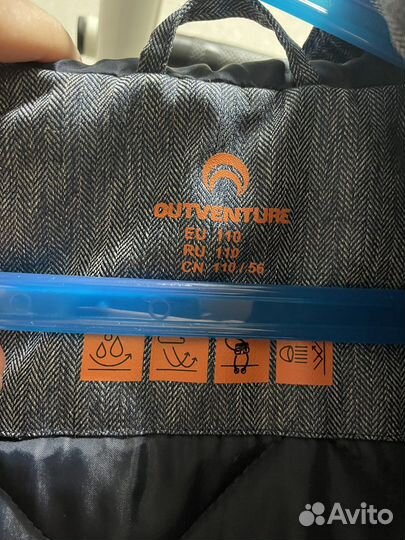 OUTVENTURE
EU 110
RU 110
CN 110/56
Avito